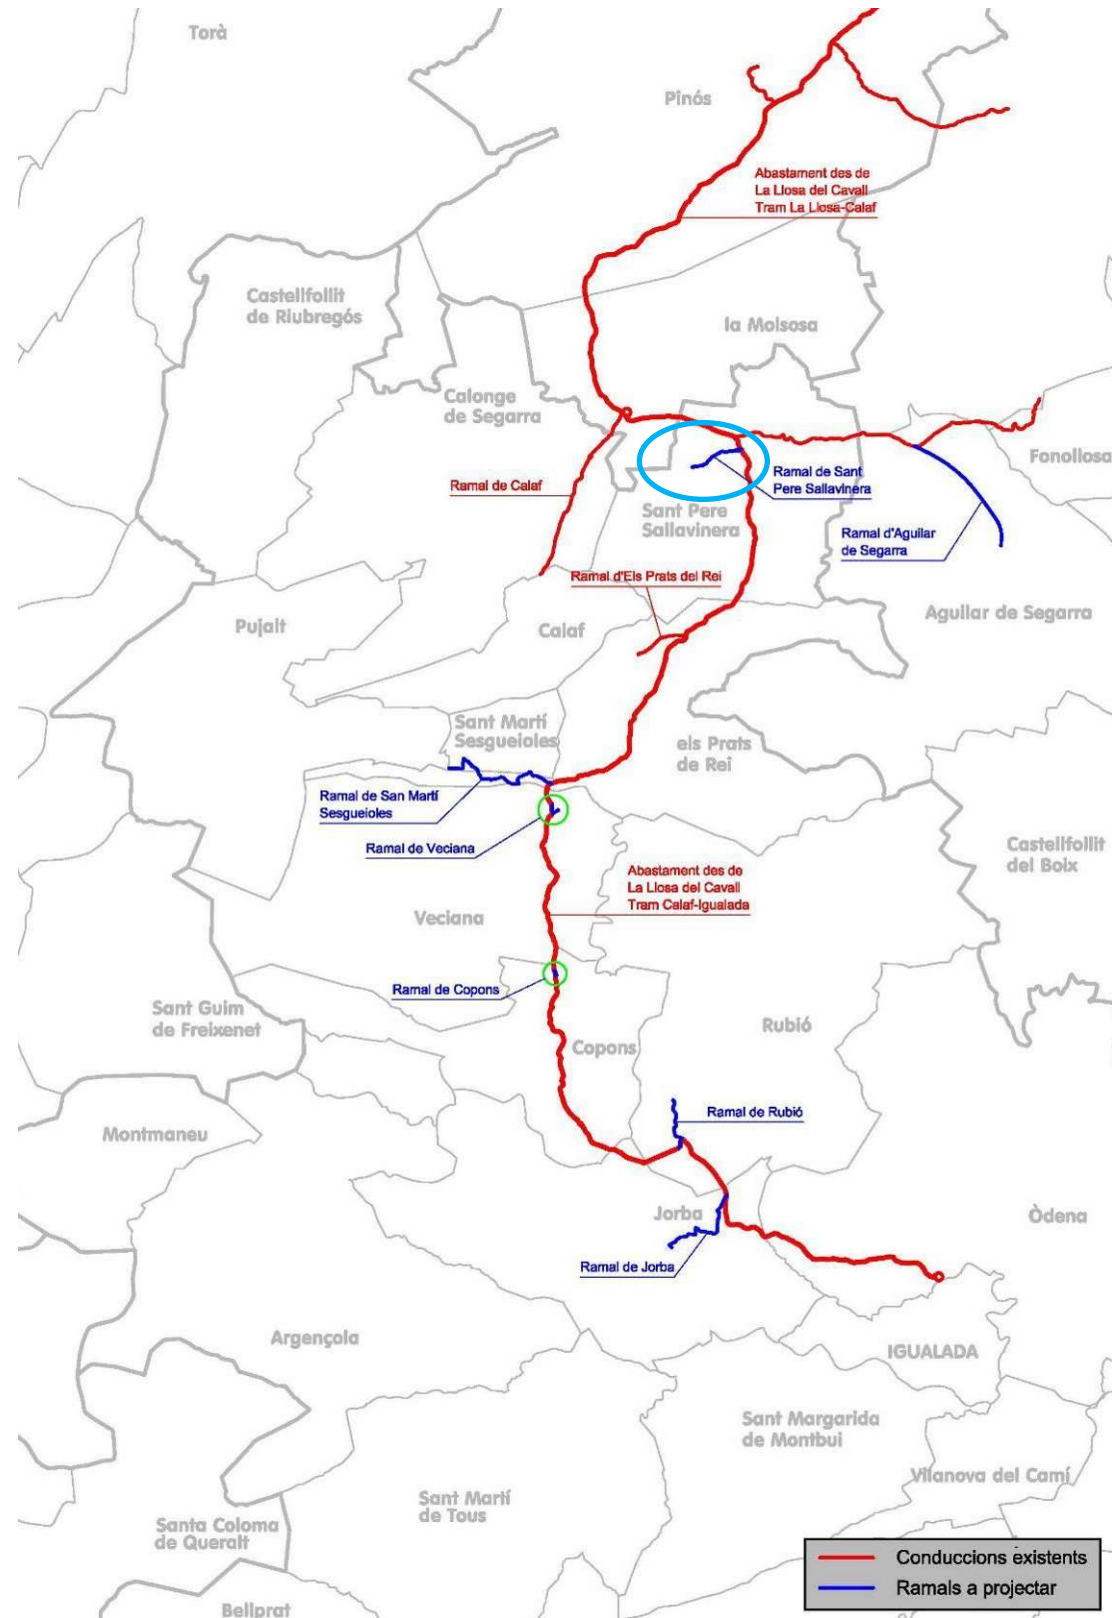 Torà
Pinós
Abastament des de
La Llosa del Cavall
Tram La Llosa-Calaf
Castellfollit
de Riubregós
la Molsosa
Calonge
de Segarra
Fonollosa
Ramal de Calaf
Ramal de Sant
Pere Sallavinera
Sant Pere
Sallavinera
Ramal d'Aguilar
de Segarra
Ramal d'Els Prats del Rei
Aguilar de Segarra
Pujalt
Calaf
Sant Martí
Sesgueioles
els Prats
de Rei
Ramal de San Martí
Sesgueioles
Ramal de Veciana
Castellfollit
del Boix
Abastament des de
La Llosa del Cavall
Tram Calaf-Igualada
Veciana
Ramal de Copons
Sant Guim
de Freixenet
Rubió
Copons
Ramal de Rubió
Montmaneu
Jorba
Òdena
Ramal de Jorba
Argençola
IGUALADA
Sant Margarida
de Montbui
Vilanova del Camí
Sant Martí
de Tous
Santa Coloma
de Queralt
Conduccions existents
Ramals a projectar
Bellprat